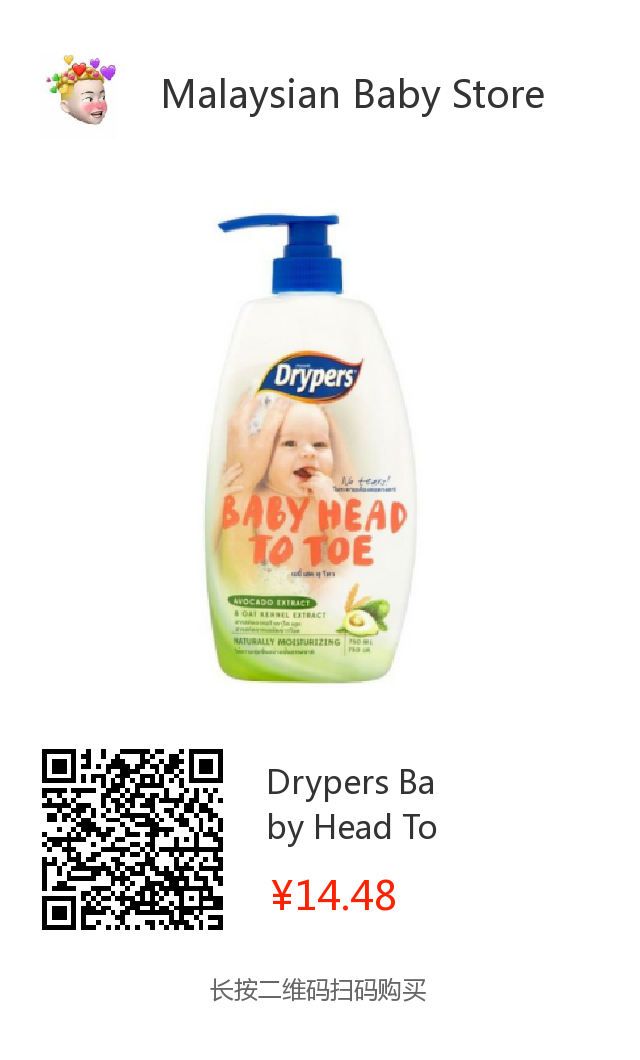 Malaysian Baby Store
Drypers
No tears!
BABY HEAD
TO TOE
AVOCADO EXTRACT
& OAT KERNEL EXTRACT
NATURALLY MOISTURIZING
750 ML
Drypers Ba
by Head To
¥14.48
长按二维码扫码购买